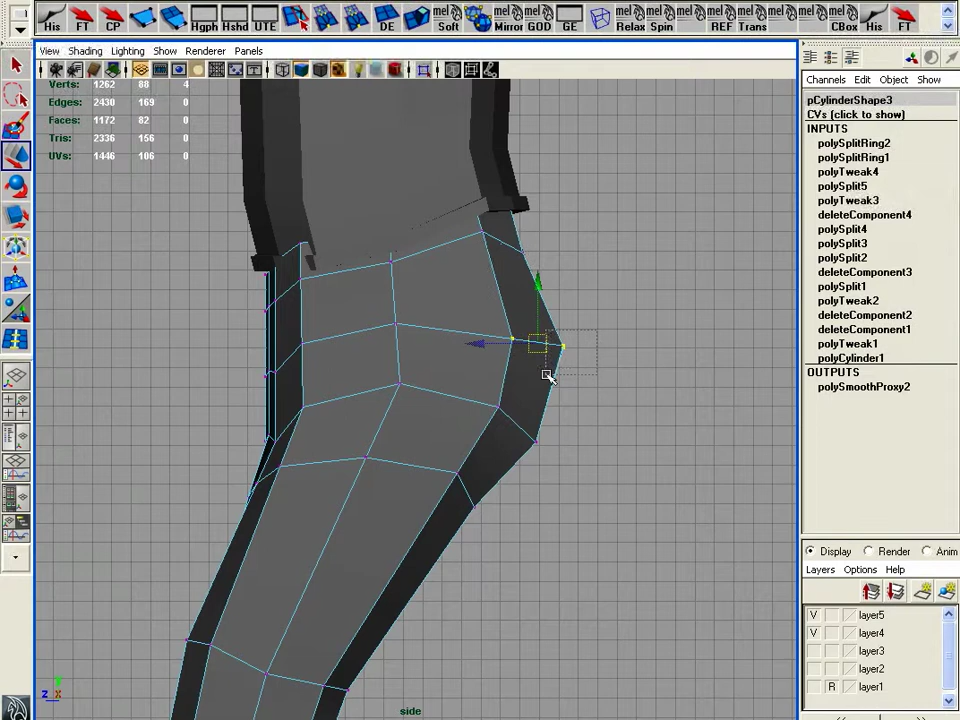 His FT CP Hgph Hshd UTE DE Soft mel Mirror mel GOD GE mel Relax mel Spin mel REF mel Trans mel CBox His FT
View Shading Lighting Show Renderer Panels
Verts: 1262 88 4
Edges: 2430 169 0
Faces: 1172 82 0
Tris: 2336 156 0
UVs: 1446 106 0
Channels Edit Object Show
pCylinderShape3
CVs (click to show)
INPUTS
polySplitRing2
polySplitRing1
polyTweak4
polySplit5
polyTweak3
deleteComponent4
polySplit4
polySplit3
polySplit2
deleteComponent3
polySplit1
polyTweak2
deleteComponent2
deleteComponent1
polyTweak1
polyCylinder1
OUTPUTS
polySmoothProxy2
Display Render Anim
Layers Options Help
V layer5
V layer4
layer3
layer2
R layer1
y
z x
side